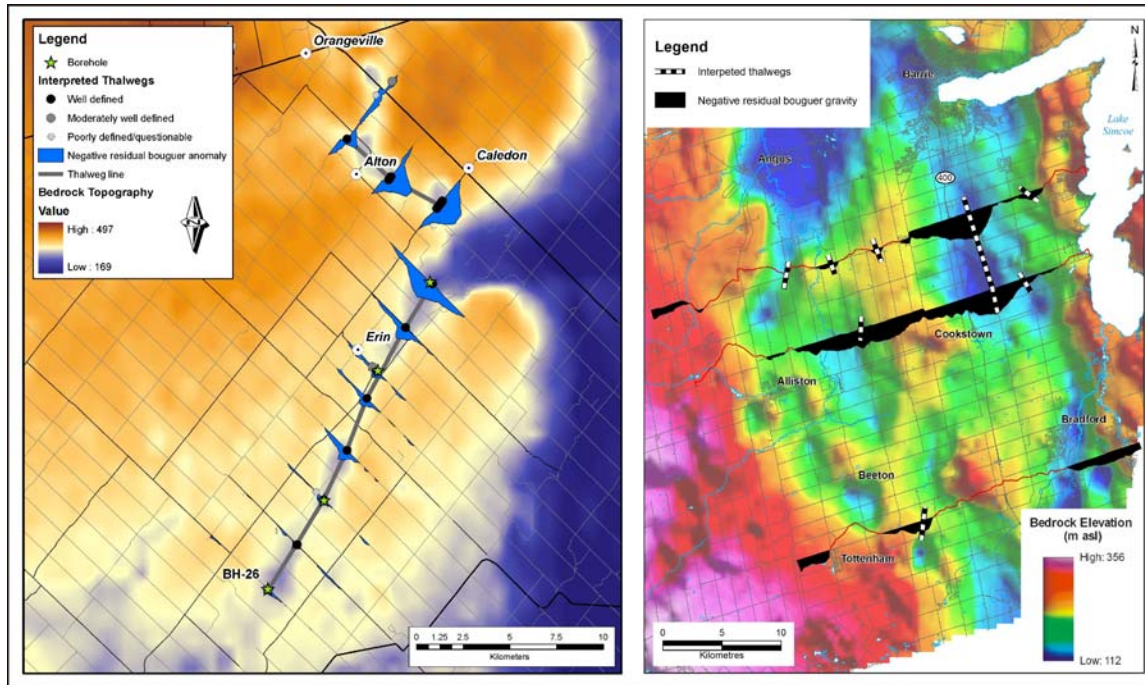 Legend
Borehole
Interpreted Thalwegs
Well defined
Moderately well defined
Poorly defined/questionable
Negative residual bouguer anomaly
Thalweg line
Bedrock Topography
Value
High : 497
Low : 169
N
Orangeville
Alton
Caledon
Erin
BH-26
0 1.25 2.5 5 7.5 10
Kilometers
Legend
Interpeted thalwegs
Negative residual bouguer gravity
N
Barrie
Lake
Simcoe
Angus
400
Cookstown
Alliston
Bradford
Beeton
Tottenham
0 5 10
Kilometres
Bedrock Elevation
(m asl)
High: 356
Low: 112